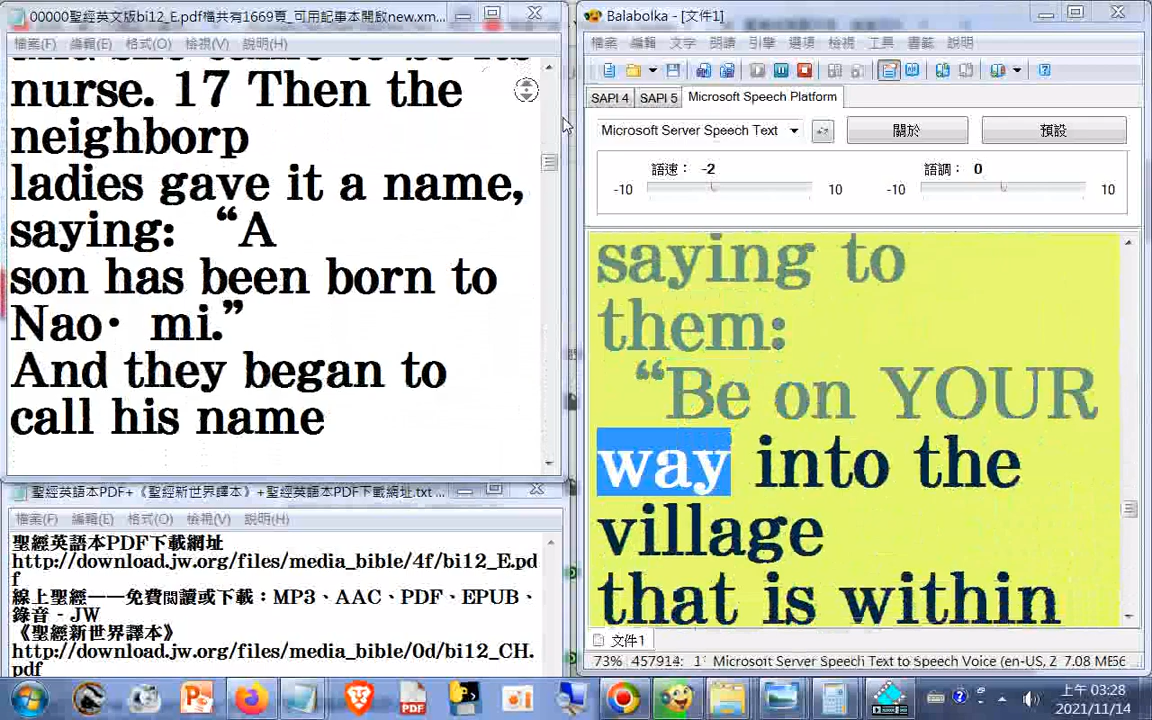 00000聖經英文版bi12_E.pdf檔共有1669頁_可用記事本開啟new.xm...
檔案(F) 編輯(E) 格式(O) 檢視(V) 說明(H)
nurse. 17 Then the
neighborp
ladies gave it a name,
saying: “A
son has been born to
Nao· mi.”
And they began to
call his name
聖經英語本PDF+《聖經新世界譯本》+聖經英語本PDF下載網址.txt ...
檔案(F) 編輯(E) 格式(O) 檢視(V) 說明(H)
聖經英語本PDF下載網址
http://download.jw.org/files/media_bible/4f/bi12_E.pd
f
線上聖經——免費閱讀或下載：MP3、AAC、PDF、EPUB、
錄音 - JW
《聖經新世界譯本》
http://download.jw.org/files/media_bible/0d/bi12_CH.
pdf
Balabolka - [文件1]
檔案 編輯 文字 朗讀 引擎 選項 檢視 工具 書籤 說明
SAPI 4 SAPI 5 Microsoft Speech Platform
Microsoft Server Speech Text 關於 預設
語速： -2 語調： 0
-10 10 -10 10
saying to
them:
“Be on YOUR
way into the
village
that is within
文件1
73% 457914: Microsoft Server Speech Text to Speech Voice (en-US, 7.08 ME
上午 03:28
2021/11/14